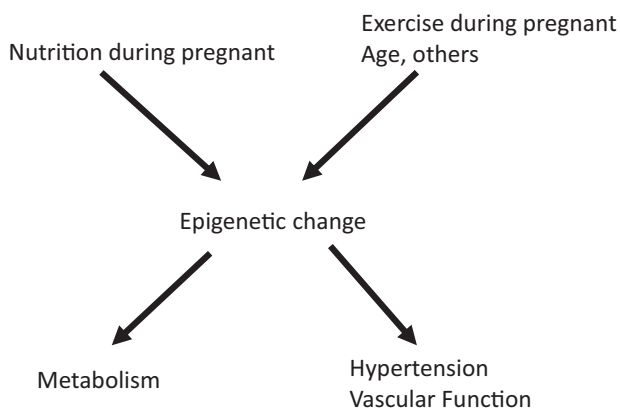 Nutrition during pregnant
Exercise during pregnant
Age, others
Epigenetic change
Metabolism
Hypertension
Vascular Function